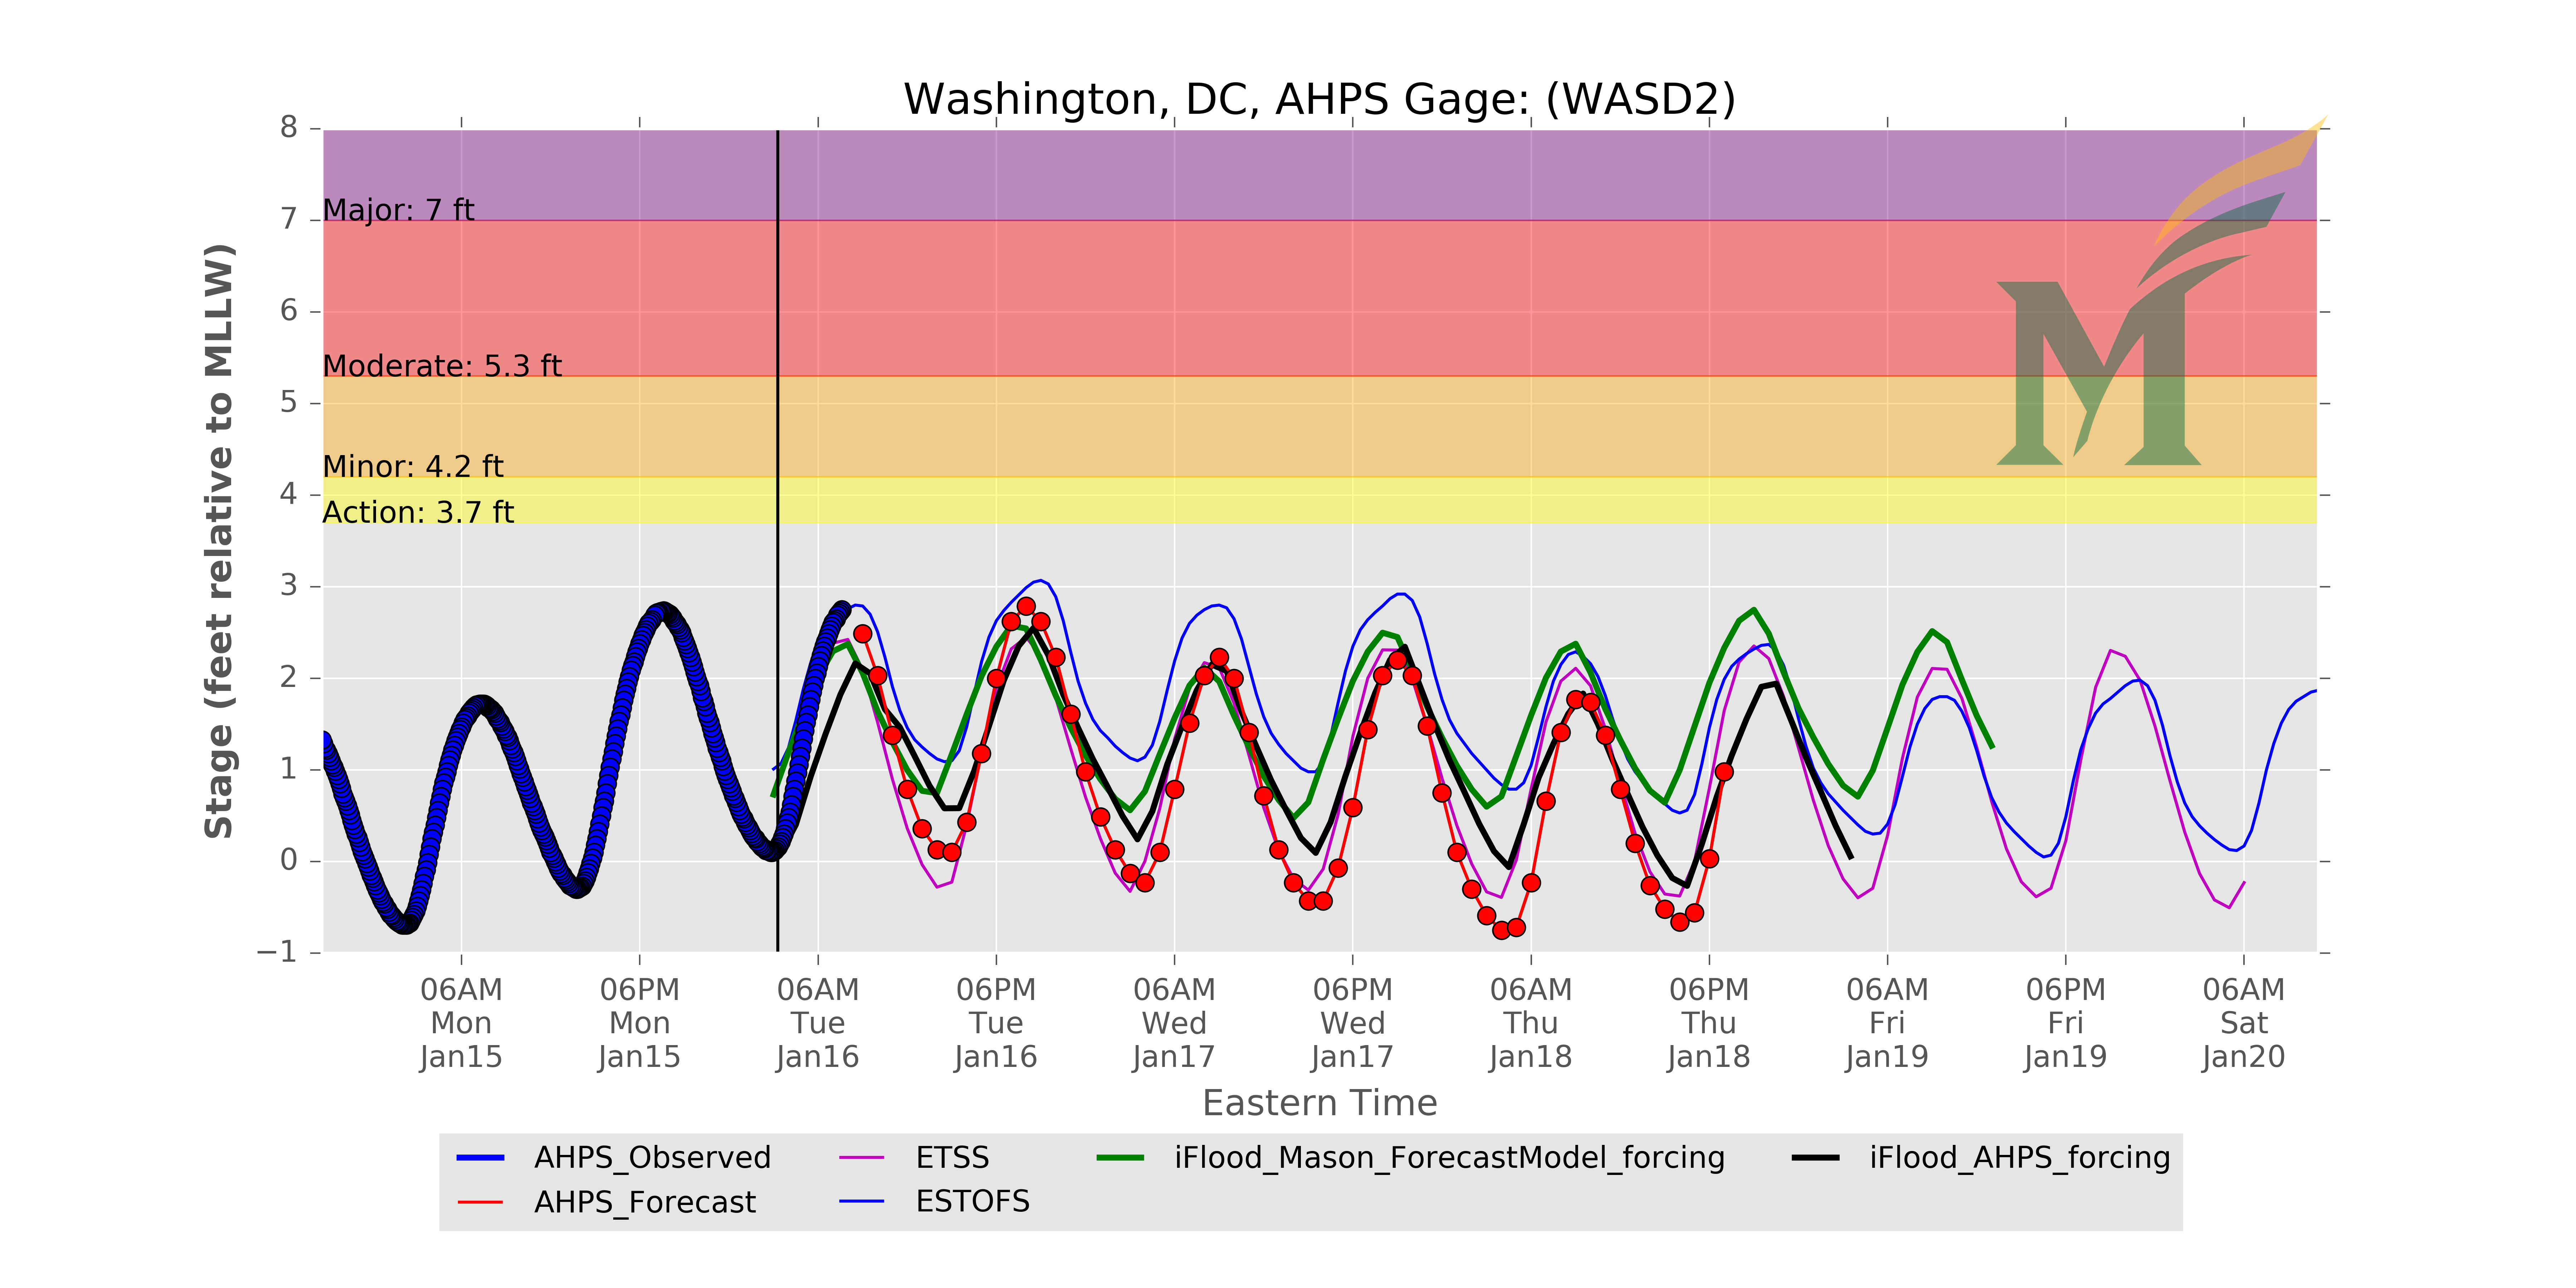 Washington, DC, AHPS Gage: (WASD2)
8
7
6
5
4
3
2
1
0
−1
Stage (feet relative to MLLW)
Major: 7 ft
Moderate: 5.3 ft
Minor: 4.2 ft
Action: 3.7 ft
M
06AM
Mon
Jan15
06PM
Mon
Jan15
06AM
Tue
Jan16
06PM
Tue
Jan16
06AM
Wed
Jan17
06PM
Wed
Jan17
06AM
Thu
Jan18
06PM
Thu
Jan18
06AM
Fri
Jan19
06PM
Fri
Jan19
06AM
Sat
Jan20
Eastern Time
AHPS_Observed
AHPS_Forecast
ETSS
ESTOFS
iFlood_Mason_ForecastModel_forcing
iFlood_AHPS_forcing